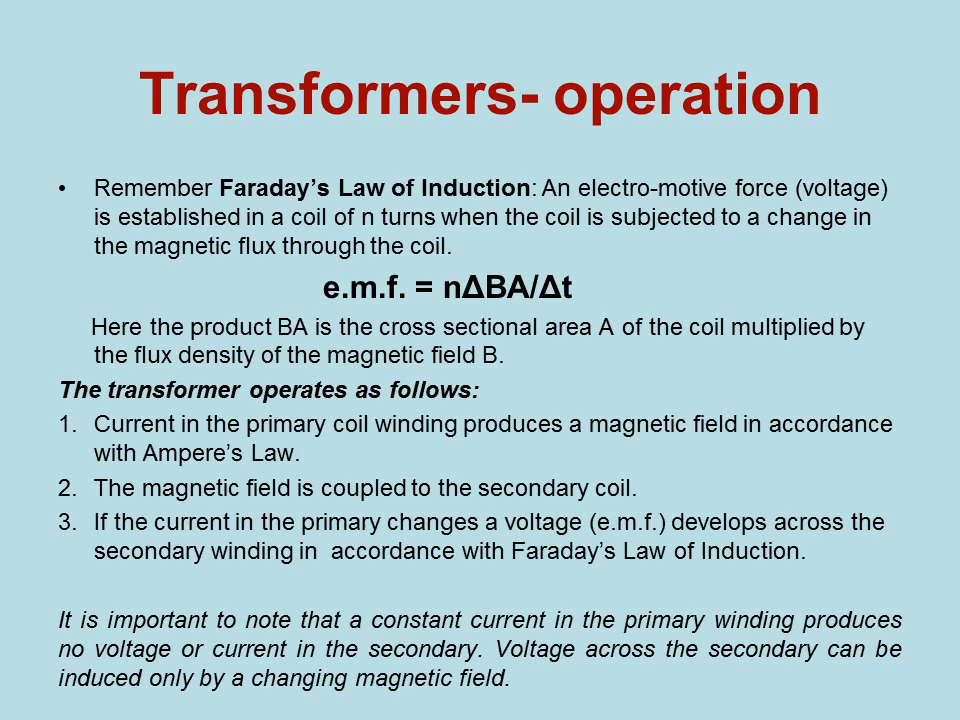 Transformers- operation
• Remember Faraday’s Law of Induction: An electro-motive force (voltage)
is established in a coil of n turns when the coil is subjected to a change in
the magnetic flux through the coil.
e.m.f. = nΔBA/Δt
Here the product BA is the cross sectional area A of the coil multiplied by
the flux density of the magnetic field B.
The transformer operates as follows:
1. Current in the primary coil winding produces a magnetic field in accordance
with Ampere’s Law.
2. The magnetic field is coupled to the secondary coil.
3. If the current in the primary changes a voltage (e.m.f.) develops across the
secondary winding in accordance with Faraday’s Law of Induction.
It is important to note that a constant current in the primary winding produces
no voltage or current in the secondary. Voltage across the secondary can be
induced only by a changing magnetic field.